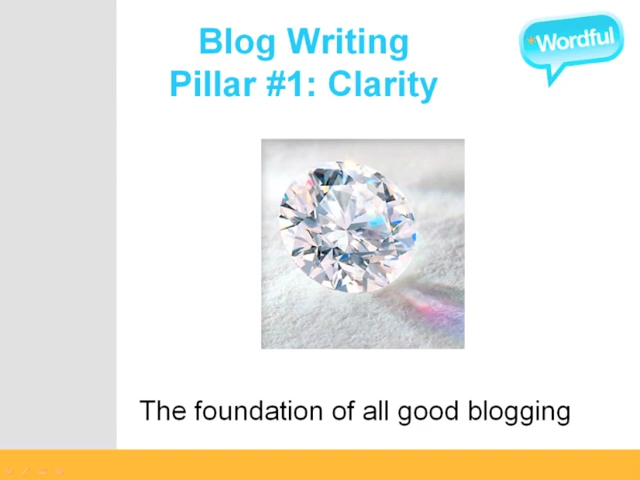 Blog Writing
Pillar #1: Clarity
*Wordful
The foundation of all good blogging